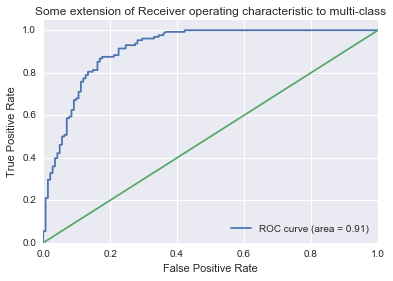 Some extension of Receiver operating characteristic to multi-class
1.0
0.8
0.6
0.4
0.2
0.0
True Positive Rate
ROC curve (area = 0.91)
0.0 0.2 0.4 0.6 0.8 1.0
False Positive Rate